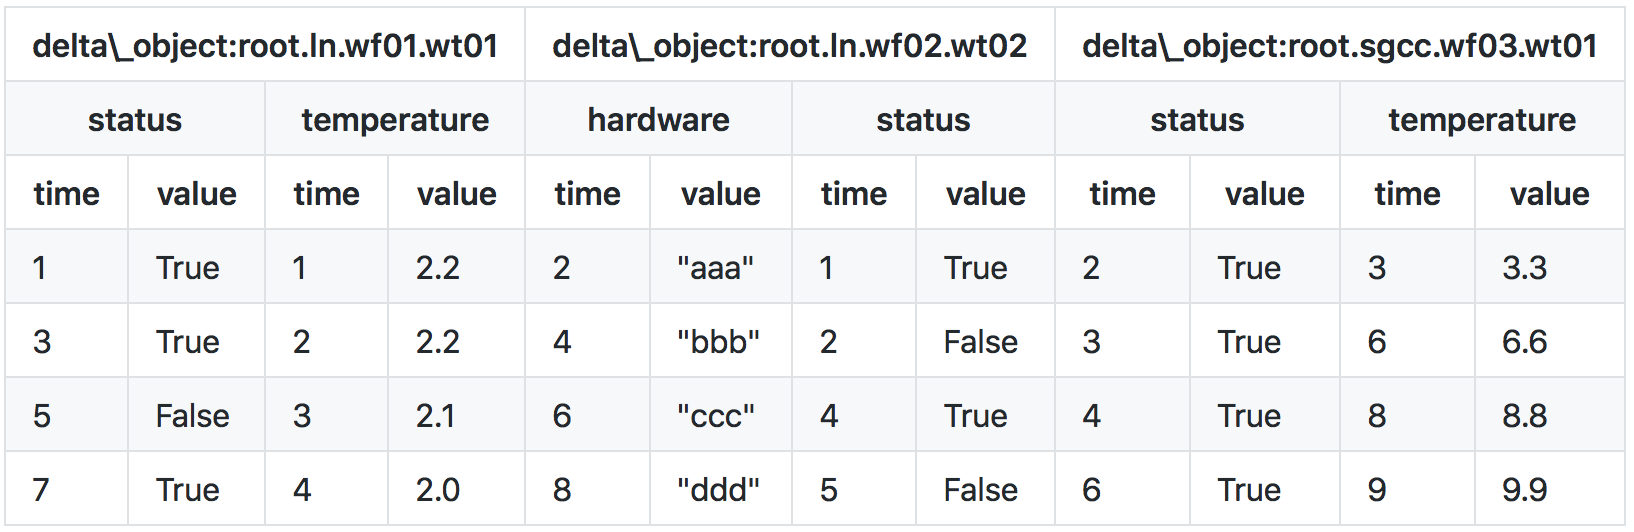 delta\_object:root.ln.wf01.wt01 delta\_object:root.ln.wf02.wt02 delta\_object:root.sgcc.wf03.wt01
status temperature hardware status status temperature
time value time value time value time value time value time value
1 True 1 2.2 2 "aaa" 1 True 2 True 3 3.3
3 True 2 2.2 4 "bbb" 2 False 3 True 6 6.6
5 False 3 2.1 6 "ccc" 4 True 4 True 8 8.8
7 True 4 2.0 8 "ddd" 5 False 6 True 9 9.9